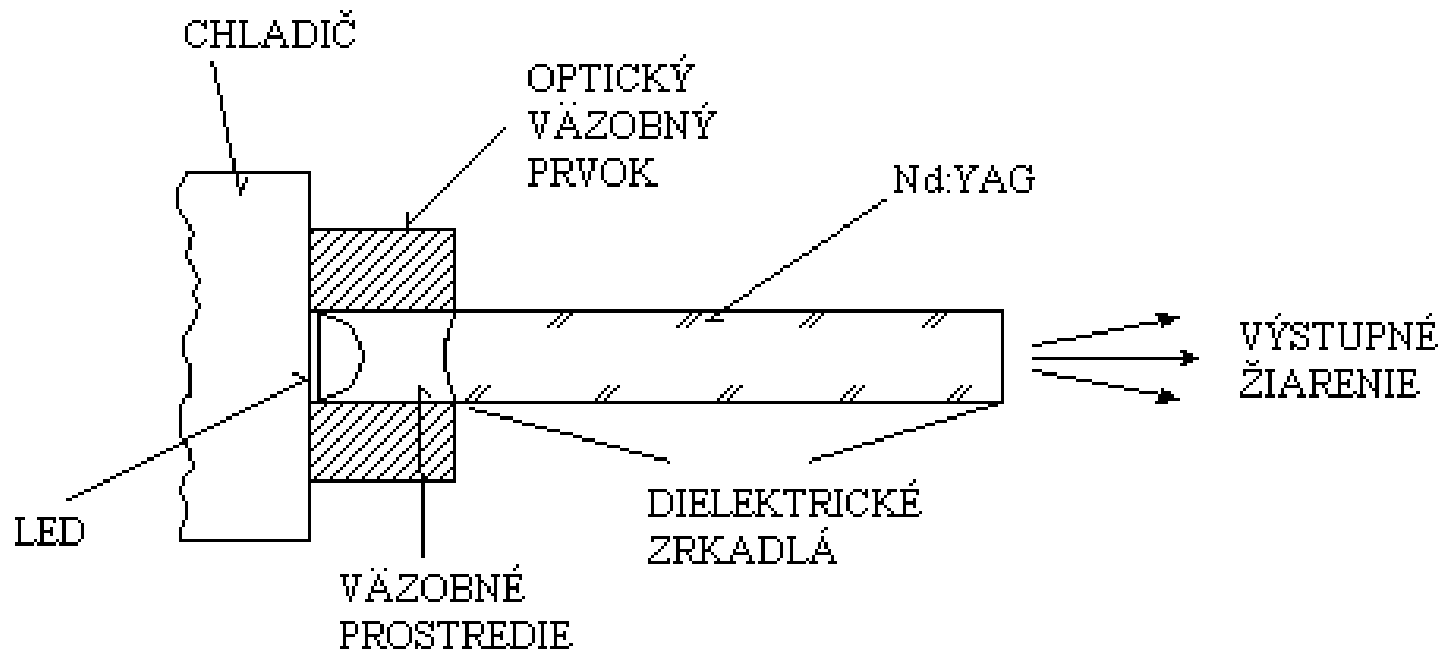 CHLADIČ
OPTICKÝ
VÄZOBNÝ
PRVOK
Nd:YAG
VÝSTUPNÉ
ŽIARENIE
LED
DIELEKTRICKÉ
ZRKADLÁ
VÄZOBNÉ
PROSTREDIE